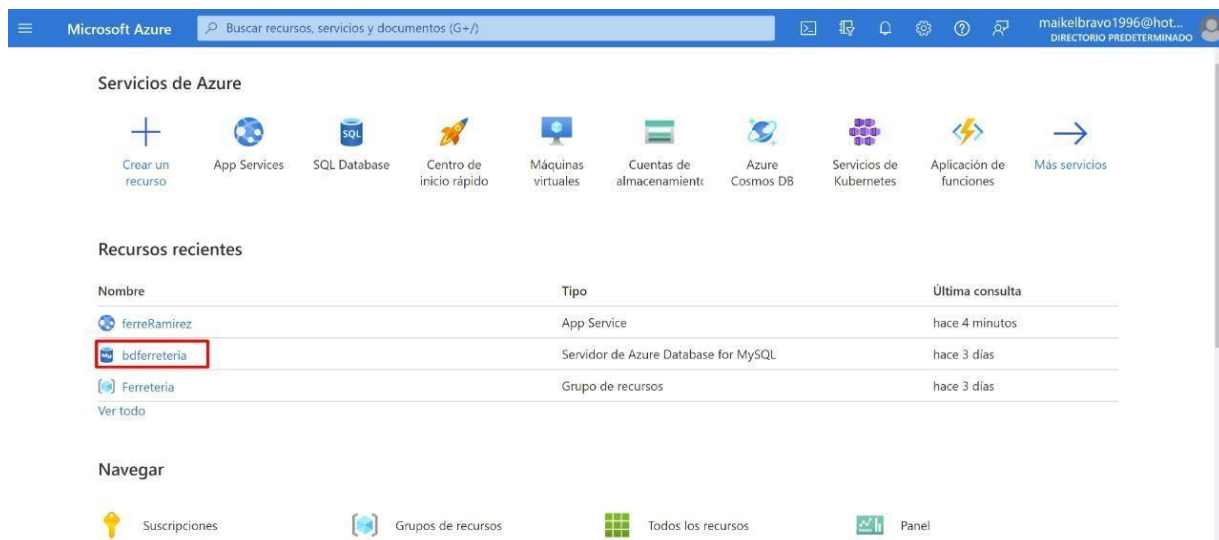 Microsoft Azure
Buscar recursos, servicios y documentos (G+/)
maikelbravo1996@hot...
DIRECTORIO PREDETERMINADO
Servicios de Azure
SQL
Crear un
recurso
App Services
SQL Database
Centro de
inicio rápido
Máquinas
virtuales
Cuentas de
almacenamiento
Azure
Cosmos DB
Servicios de
Kubernetes
Aplicación de
funciones
Más servicios
Recursos recientes
Nombre Tipo Última consulta
ferreRamirez App Service hace 4 minutos
My bdferreteria Servidor de Azure Database for MySQL hace 3 días
Ferreteria Grupo de recursos hace 3 días
Ver todo
Navegar
Suscripciones Grupos de recursos Todos los recursos Panel